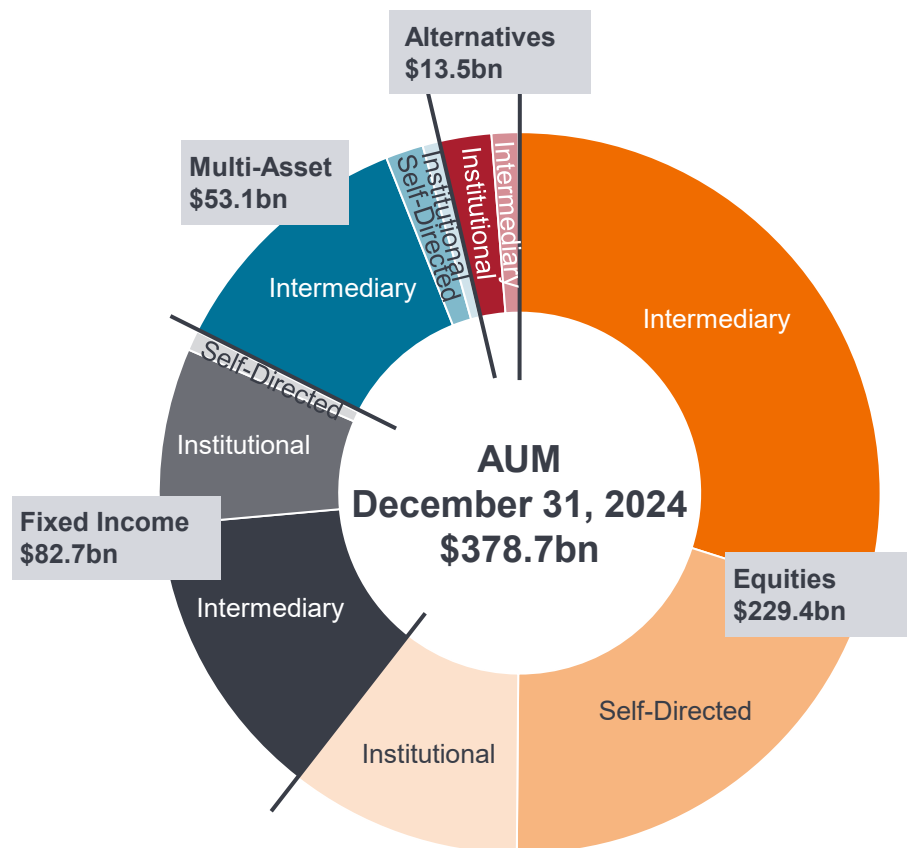 Alternatives
$13.5bn
Multi-Asset
$53.1bn
Intermediary
Self-Directed
Institutional
Institutional
Intermediary
Intermediary
Self-Directed
Institutional
AUM
December 31, 2024
$378.7bn
Fixed Income
$82.7bn
Intermediary
Equities
$229.4bn
Self-Directed
Institutional